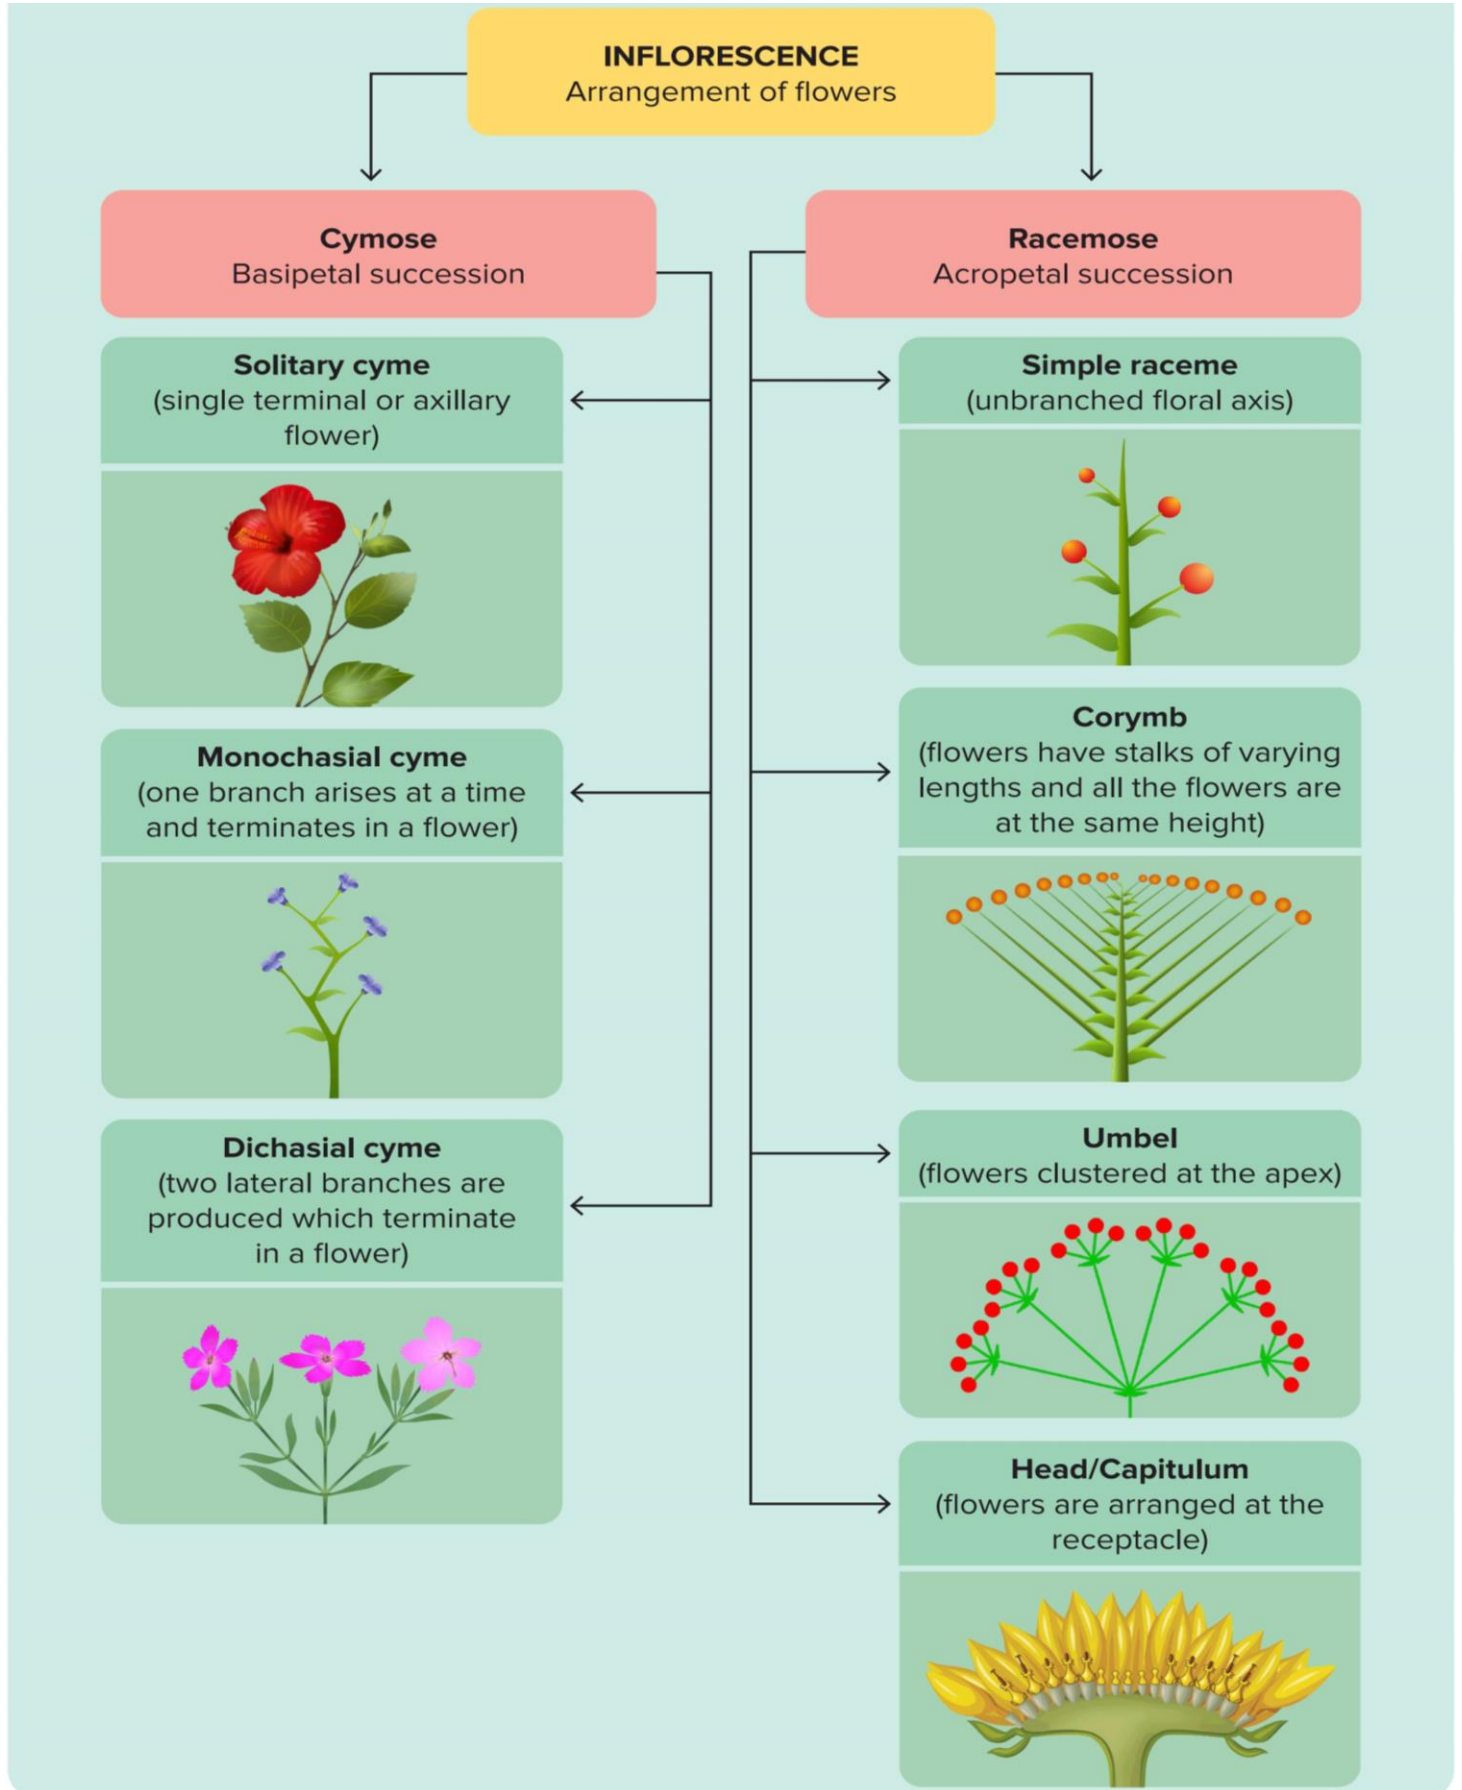 INFLORESCENCE
Arrangement of flowers
Cymose
Basipetal succession
Solitary cyme
(single terminal or axillary
flower)
Monochasial cyme
(one branch arises at a time
and terminates in a flower)
Dichasial cyme
(two lateral branches are
produced which terminate
in a flower)
Racemose
Acropetal succession
Simple raceme
(unbranched floral axis)
Corymb
(flowers have stalks of varying
lengths and all the flowers are
at the same height)
Umbel
(flowers clustered at the apex)
Head/Capitulum
(flowers are arranged at the
receptacle)